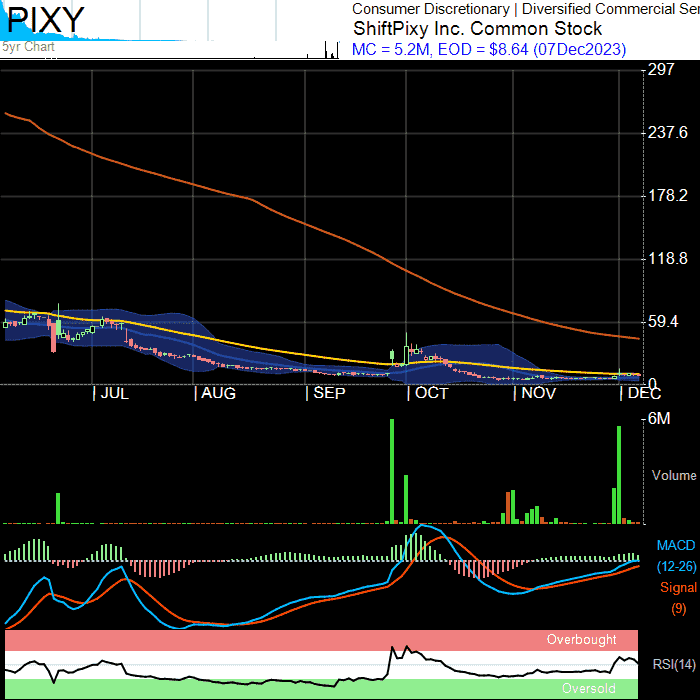 PIXY
Consumer Discretionary | Diversified Commercial Ser
ShiftPixy Inc. Common Stock
5yr Chart
MC = 5.2M, EOD = $8.64 (07Dec2023)
297
237.6
178.2
118.8
59.4
0
JUL AUG SEP OCT NOV DEC
6M
Volume
MACD
(12-26)
Signal
(9)
Overbought
RSI(14)
Oversold